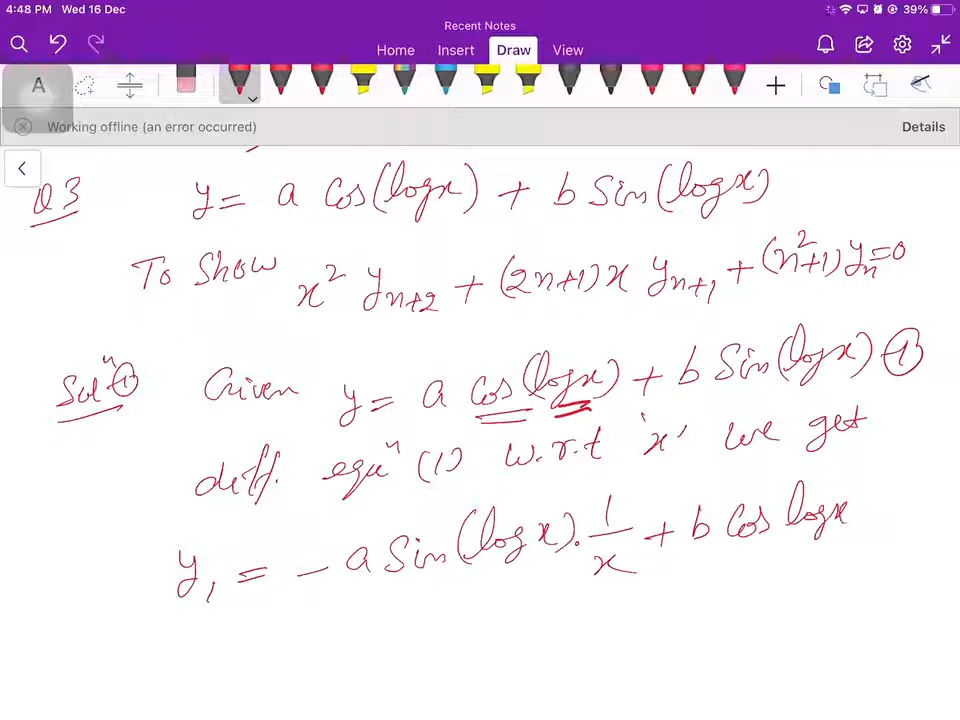 4:48 PM Wed 16 Dec
39%
Recent Notes
Home Insert Draw View
A
Working offline (an error occurred) Details
Q3 y = a Cos(logx) + b Sin(logx)
To Show x² yₙ₊₂ + (2n+1)x yₙ₊₁ + (n²+1)yₙ=0
Solⁿ Given y = a cos(logx) + b Sin(logx) ①
diff. equⁿ (1) w.r.t 'x' we get
y₁ = - a Sin(logx). 1/x + b Cos logx